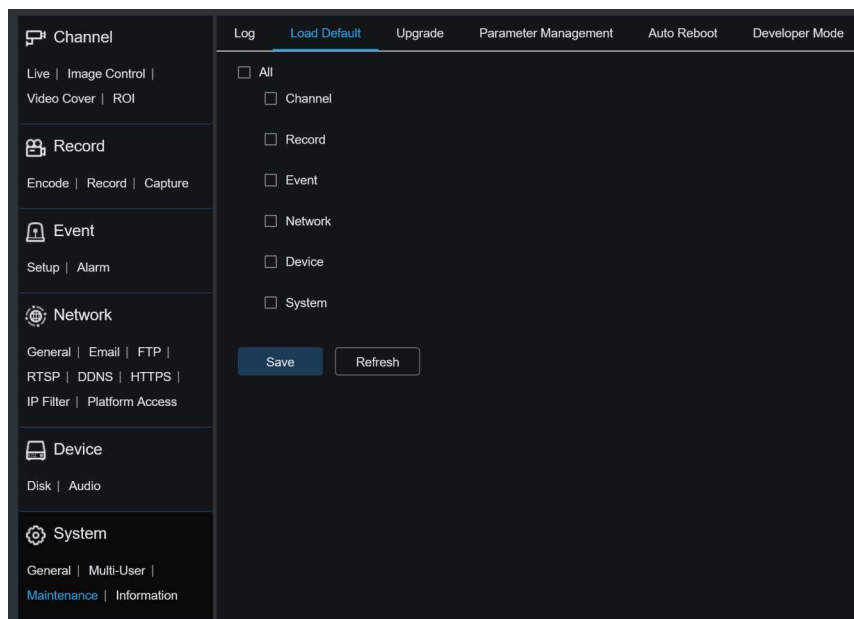 Channel
Live | Image Control |
Video Cover | ROI
Record
Encode | Record | Capture
Event
Setup | Alarm
Network
General | Email | FTP |
RTSP | DDNS | HTTPS |
IP Filter | Platform Access
Device
Disk | Audio
System
General | Multi-User |
Maintenance | Information
Log Load Default Upgrade Parameter Management Auto Reboot Developer Mode
All
Channel
Record
Event
Network
Device
System
Save Refresh